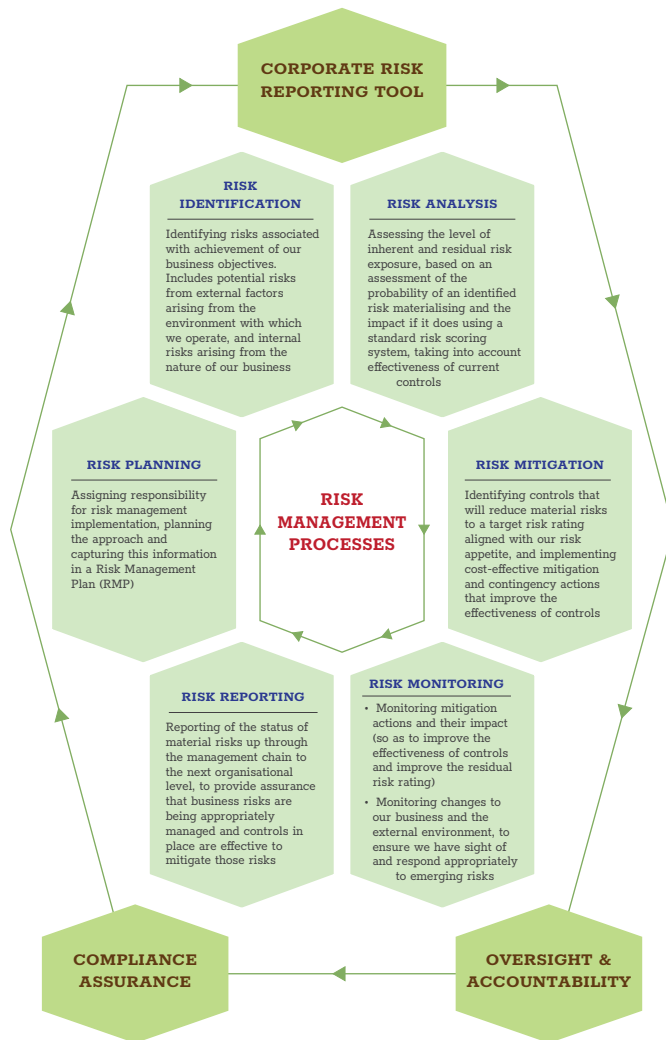 CORPORATE RISK
REPORTING TOOL
RISK
IDENTIFICATION
Identifying risks associated
with achievement of our
business objectives.
Includes potential risks
from external factors
arising from the
environment with which
we operate, and internal
risks arising from the
nature of our business
RISK ANALYSIS
Assessing the level of
inherent and residual risk
exposure, based on an
assessment of the
probability of an identified
risk materialising and the
impact if it does using a
standard risk scoring
system, taking into account
effectiveness of current
controls
RISK PLANNING
Assigning responsibility
for risk management
implementation, planning
the approach and
capturing this information
in a Risk Management
Plan (RMP)
RISK
MANAGEMENT
PROCESSES
RISK MITIGATION
Identifying controls that
will reduce material risks
to a target risk rating
aligned with our risk
appetite, and implementing
cost-effective mitigation
and contingency actions
that improve the
effectiveness of controls
RISK REPORTING
Reporting of the status of
material risks up through
the management chain to
the next organisational
level, to provide assurance
that business risks are
being appropriately
managed and controls in
place are effective to
mitigate those risks
RISK MONITORING
• Monitoring mitigation
actions and their impact
(so as to improve the
effectiveness of controls
and improve the residual
risk rating)
• Monitoring changes to
our business and the
external environment, to
ensure we have sight of
and respond appropriately
to emerging risks
COMPLIANCE
ASSURANCE
OVERSIGHT &
ACCOUNTABILITY